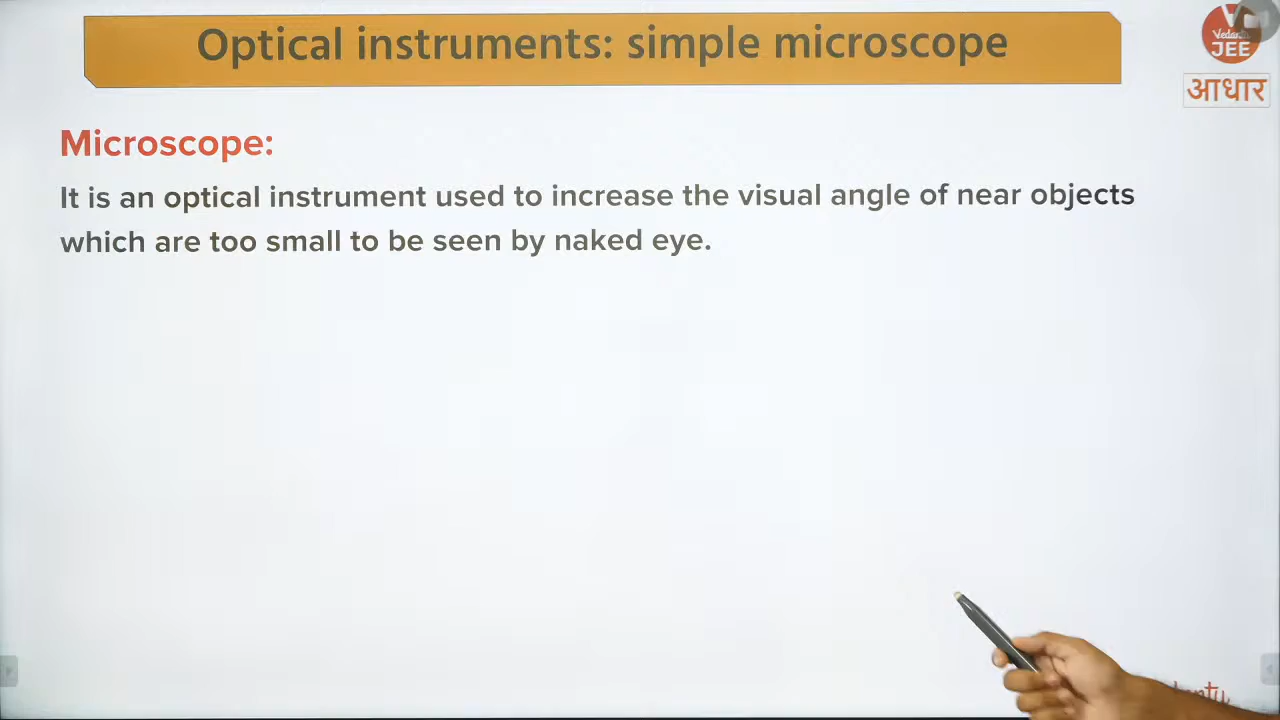 Optical instruments: simple microscope
Vedantu
JEE
आधार
Microscope:
It is an optical instrument used to increase the visual angle of near objects
which are too small to be seen by naked eye.